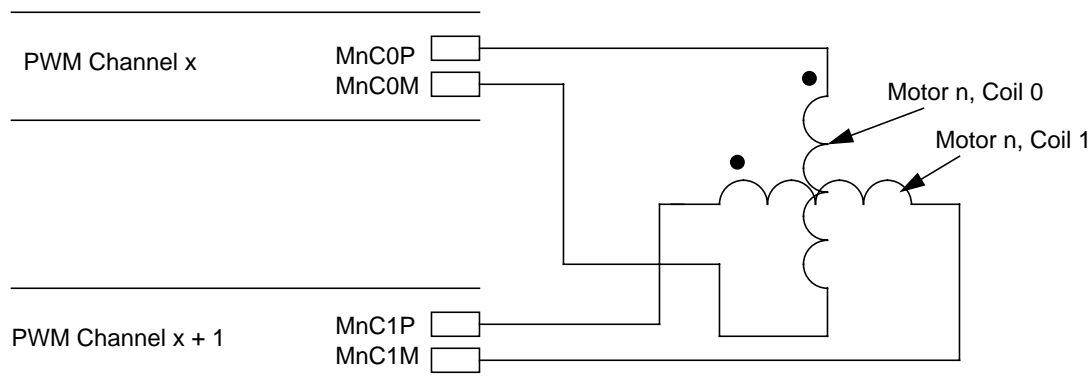 PWM Channel x
MnC0P
MnC0M
Motor n, Coil 0
Motor n, Coil 1
PWM Channel x + 1
MnC1P
MnC1M